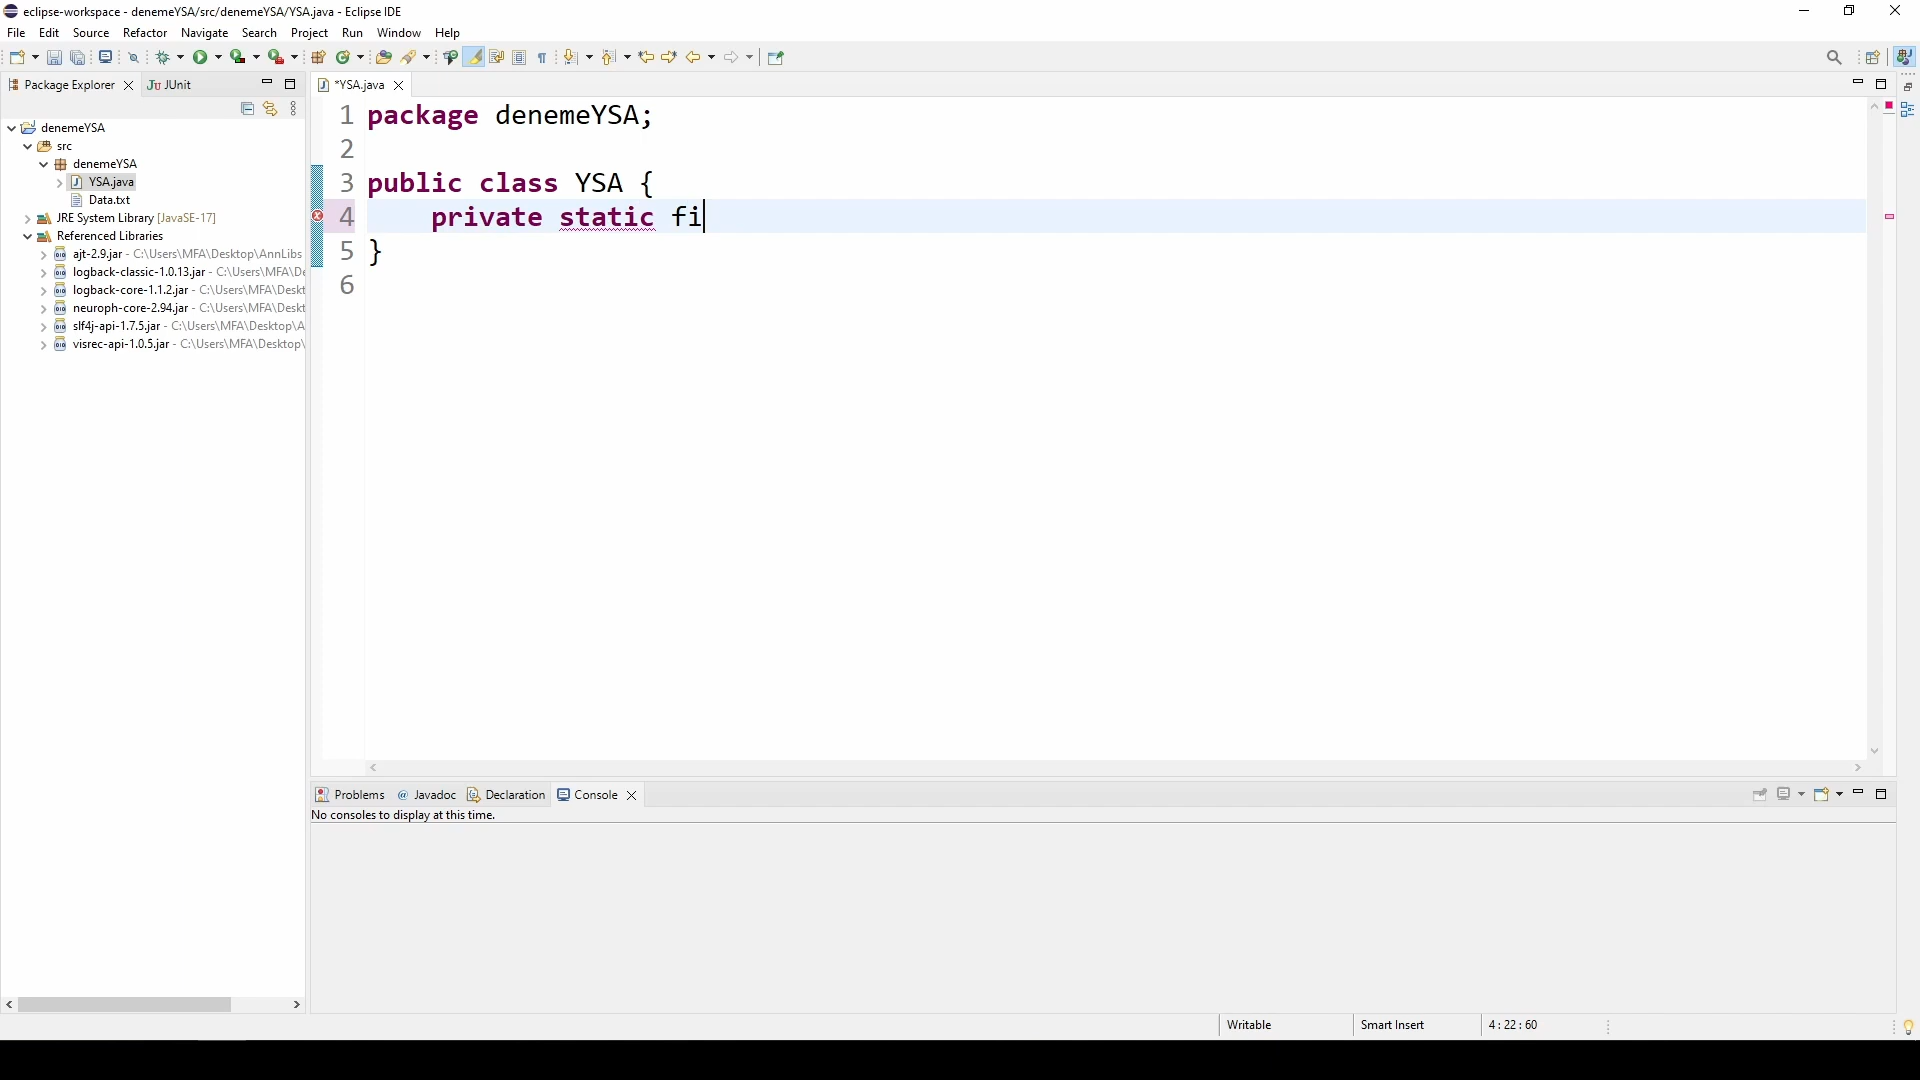 eclipse-workspace - denemeYSA/src/denemeYSA/YSA.java - Eclipse IDE
File Edit Source Refactor Navigate Search Project Run Window Help
Package Explorer JUnit
denemeYSA
src
denemeYSA
YSA.java
Data.txt
JRE System Library [JavaSE-17]
Referenced Libraries
ajt-2.9.jar - C:\Users\MFA\Desktop\AnnLibs
logback-classic-1.0.13.jar - C:\Users\MFA\De
logback-core-1.1.2.jar - C:\Users\MFA\Deskt
neuroph-core-2.94.jar - C:\Users\MFA\Deskt
slf4j-api-1.7.5.jar - C:\Users\MFA\Desktop\A
visrec-api-1.0.5.jar - C:\Users\MFA\Desktop\
*YSA.java
1 package denemeYSA;
2
3 public class YSA {
4 private static fi
5 }
6
Problems @ Javadoc Declaration Console
No consoles to display at this time.
Writable Smart Insert 4 : 22 : 60